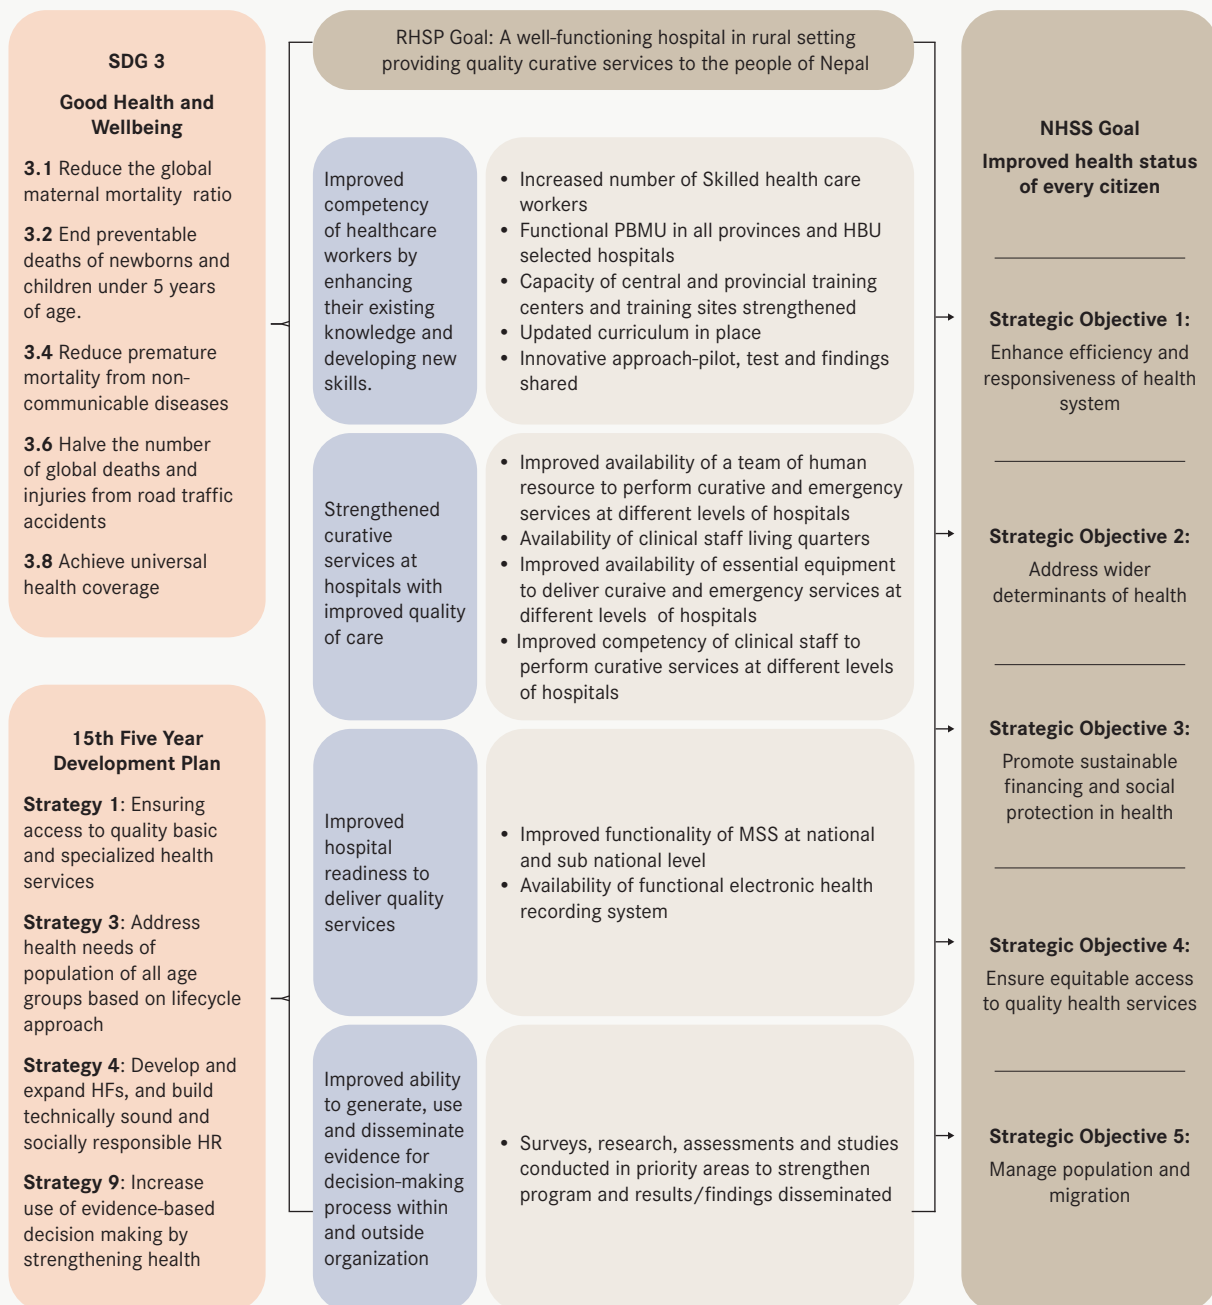 SDG 3
Good Health and
Wellbeing
3.1 Reduce the global
maternal mortality ratio
3.2 End preventable
deaths of newborns and
children under 5 years
of age.
3.4 Reduce premature
mortality from non-
communicable diseases
3.6 Halve the number
of global deaths and
injuries from road traffic
accidents
3.8 Achieve universal
health coverage
15th Five Year
Development Plan
Strategy 1: Ensuring
access to quality basic
and specialized health
services
Strategy 3: Address
health needs of
population of all age
groups based on lifecycle
approach
Strategy 4: Develop and
expand HFs, and build
technically sound and
socially responsible HR
Strategy 9: Increase
use of evidence-based
decision making by
strengthening health
RHSP Goal: A well-functioning hospital in rural setting
providing quality curative services to the people of Nepal
Improved
competency
of healthcare
workers by
enhancing
their existing
knowledge and
developing new
skills.
• Increased number of Skilled health care
workers
• Functional PBMU in all provinces and HBU
selected hospitals
• Capacity of central and provincial training
centers and training sites strengthened
• Updated curriculum in place
• Innovative approach-pilot, test and findings
shared
Strengthened
curative
services at
hospitals with
improved quality
of care
• Improved availability of a team of human
resource to perform curative and emergency
services at different levels of hospitals
• Availability of clinical staff living quarters
• Improved availability of essential equipment
to deliver curaive and emergency services at
different levels of hospitals
• Improved competency of clinical staff to
perform curative services at different levels
of hospitals
Improved
hospital
readiness to
deliver quality
services
• Improved functionality of MSS at national
and sub national level
• Availability of functional electronic health
recording system
Improved ability
to generate, use
and disseminate
evidence for
decision-making
process within
and outside
organization
• Surveys, research, assessments and studies
conducted in priority areas to strengthen
program and results/findings disseminated
NHSS Goal
Improved health status
of every citizen
Strategic Objective 1:
Enhance efficiency and
responsiveness of health
system
Strategic Objective 2:
Address wider
determinants of health
Strategic Objective 3:
Promote sustainable
financing and social
protection in health
Strategic Objective 4:
Ensure equitable access
to quality health services
Strategic Objective 5:
Manage population and
migration